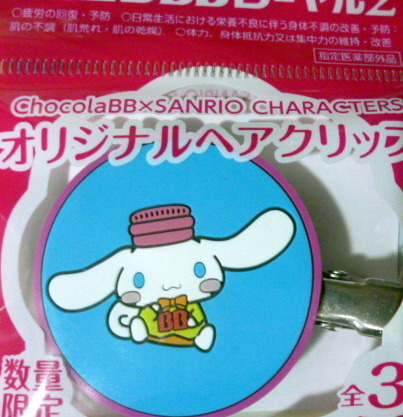 ○疲労の回復・予防 ○日常生活における栄養不良に伴う身体不調の改善・予防:
肌の不調（肌荒れ・肌の乾燥） ○体力、身体抵抗力又は集中力の維持・改善
指定医薬部外品
ChocolaBB×SANRIO CHARACTERS
オリジナルヘアクリップ
BB
数量
限定
全3